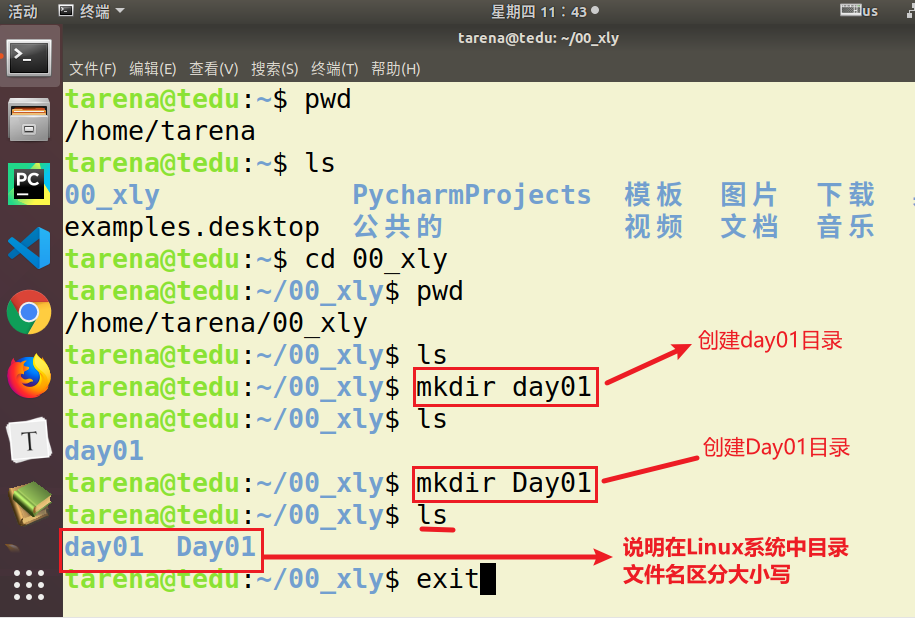 活动 终端 星期四 11：43 us
tarena@tedu: ~/00_xly
文件(F) 编辑(E) 查看(V) 搜索(S) 终端(T) 帮助(H)
tarena@tedu:~$ pwd
/home/tarena
tarena@tedu:~$ ls
00_xly PycharmProjects 模板 图片 下载
examples.desktop 公共的 视频 文档 音乐
tarena@tedu:~$ cd 00_xly
tarena@tedu:~/00_xly$ pwd
/home/tarena/00_xly
tarena@tedu:~/00_xly$ ls
创建day01目录
tarena@tedu:~/00_xly$ mkdir day01
tarena@tedu:~/00_xly$ ls
day01
创建Day01目录
tarena@tedu:~/00_xly$ mkdir Day01
tarena@tedu:~/00_xly$ ls
day01 Day01
说明在Linux系统中目录
文件名区分大小写
tarena@tedu:~/00_xly$ exit
PC
T